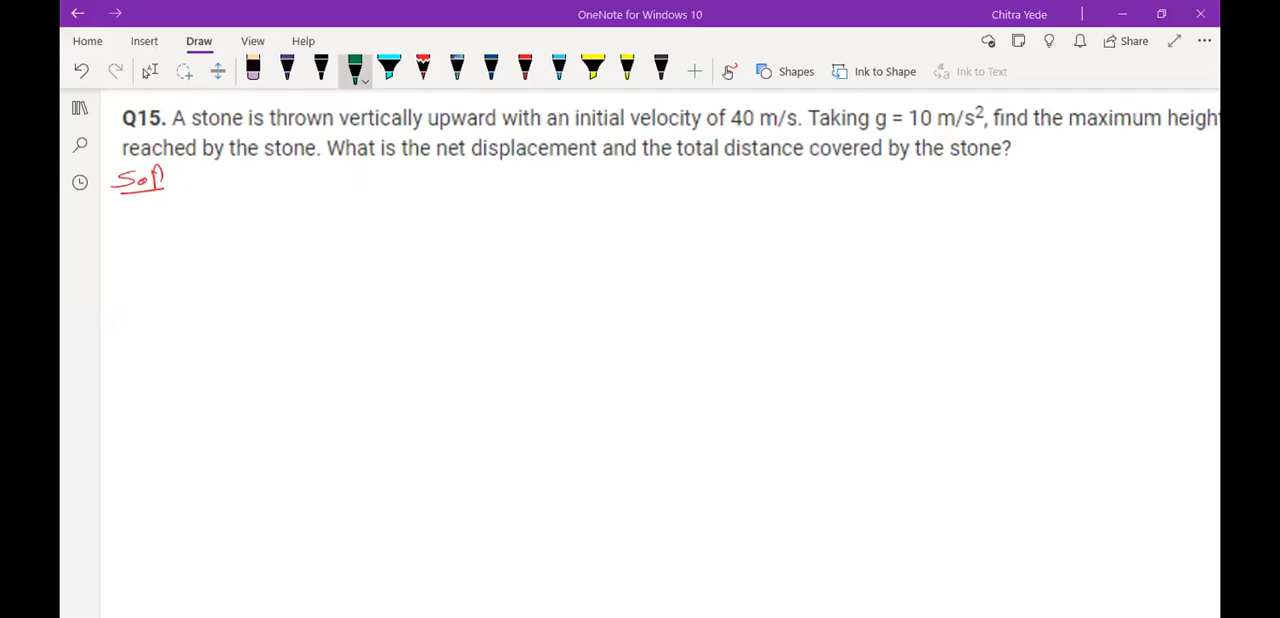 OneNote for Windows 10
Chitra Yede
Home Insert Draw View Help
Share
Shapes Ink to Shape Ink to Text
Q15. A stone is thrown vertically upward with an initial velocity of 40 m/s. Taking g = 10 m/s², find the maximum height
reached by the stone. What is the net displacement and the total distance covered by the stone?
Sol